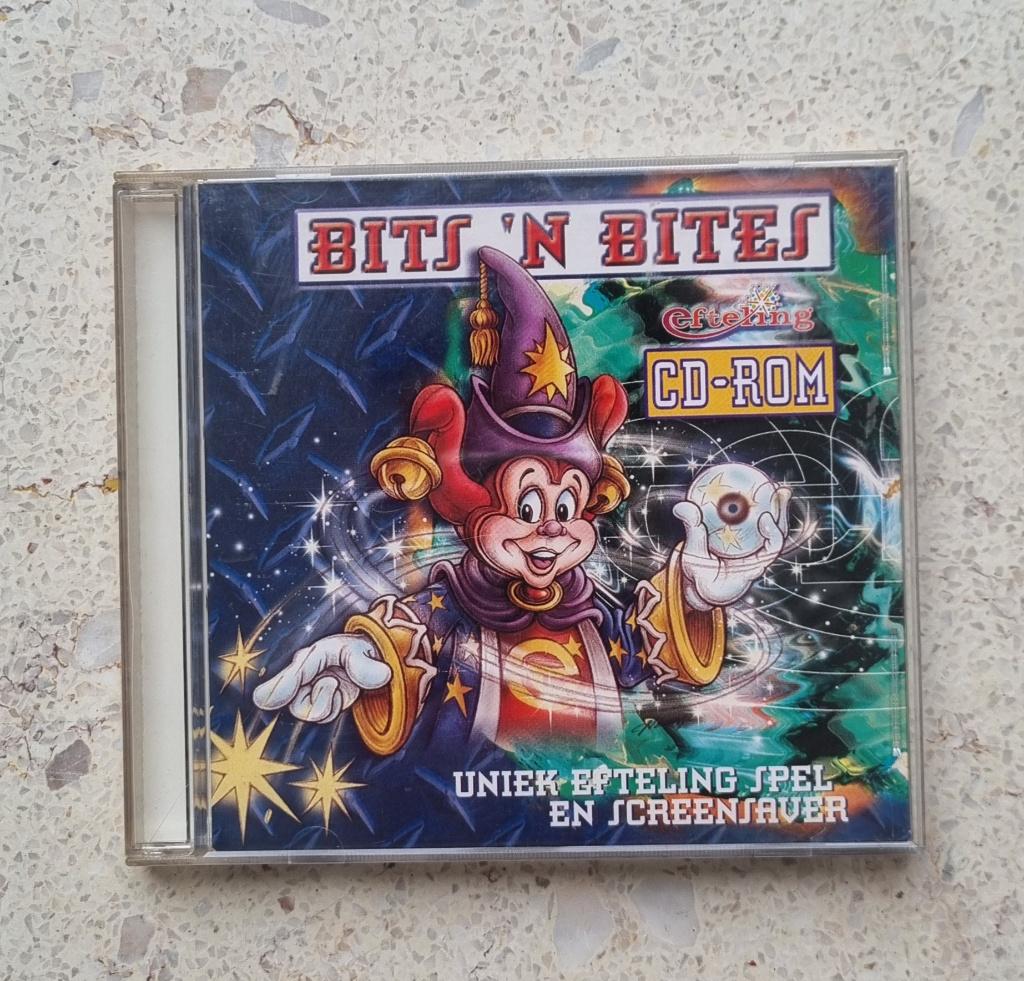 BITS 'N BITES
efteling
CD-ROM
e
UNIEK EFTELING SPEL
EN SCREENSAVER